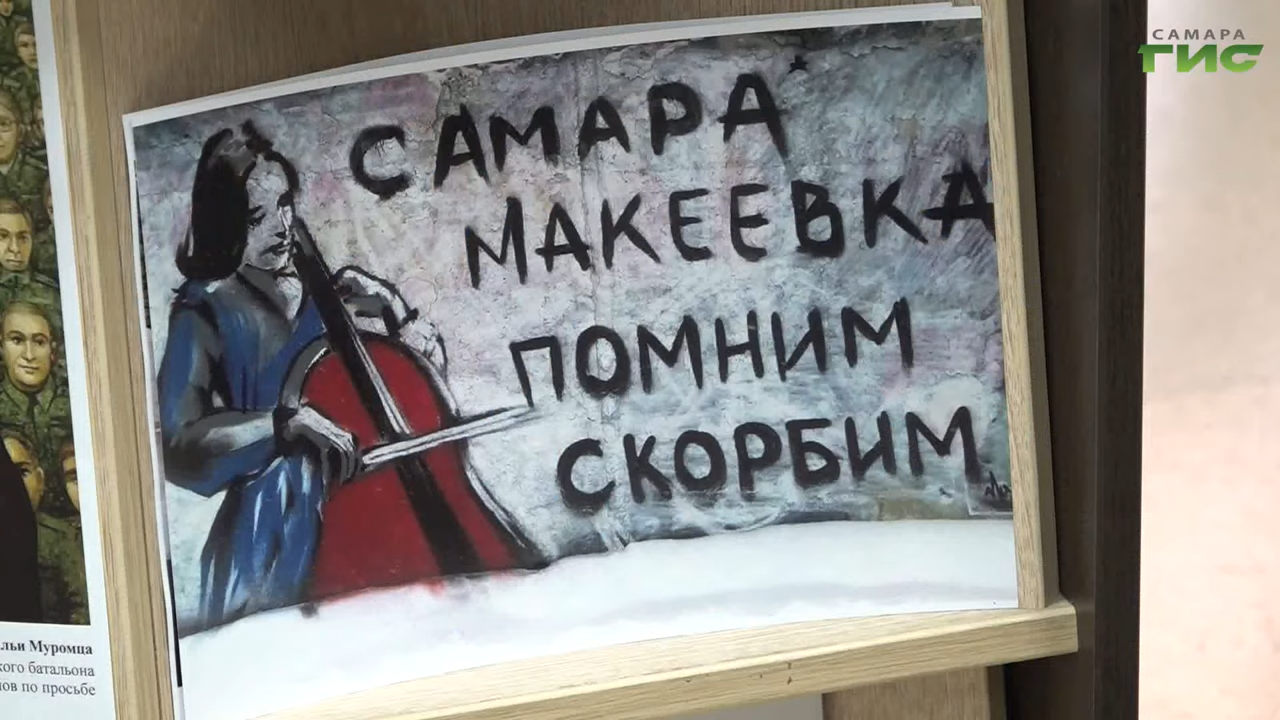 САМАРА
ГИС
САМАРА
МАКЕЕВКА
ПОМНИМ
СКОРБИМ
льи Муромца
кого батальона
ов по просьбе